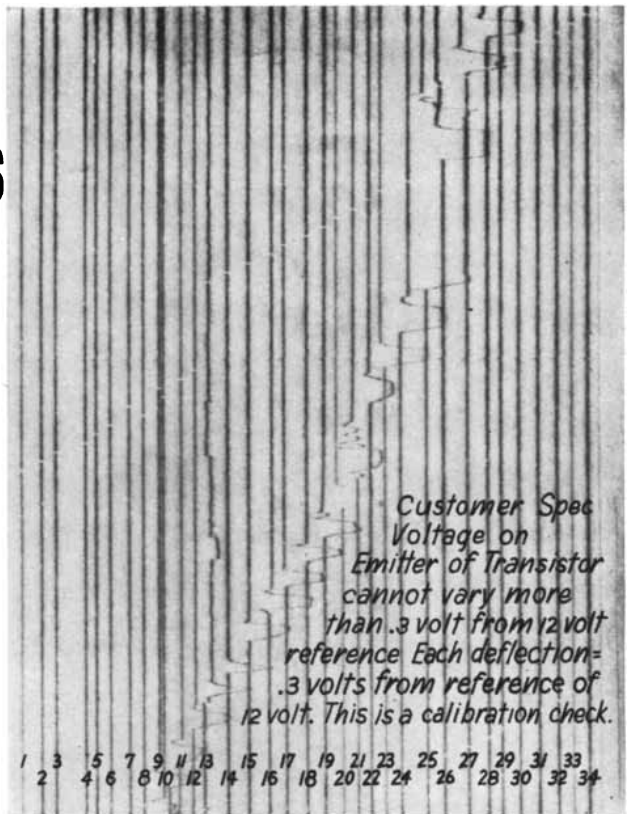 Customer Spec
Voltage on
Emitter of Transistor
cannot vary more
than .3 volt from 12 volt
reference Each deflection=
.3 volts from reference of
12 volt. This is a calibration check.
1 3 5 7 9 11 13 15 17 19 21 23 25 27 29 31 33
2 4 6 8 10 12 14 16 18 20 22 24 26 28 30 32 34